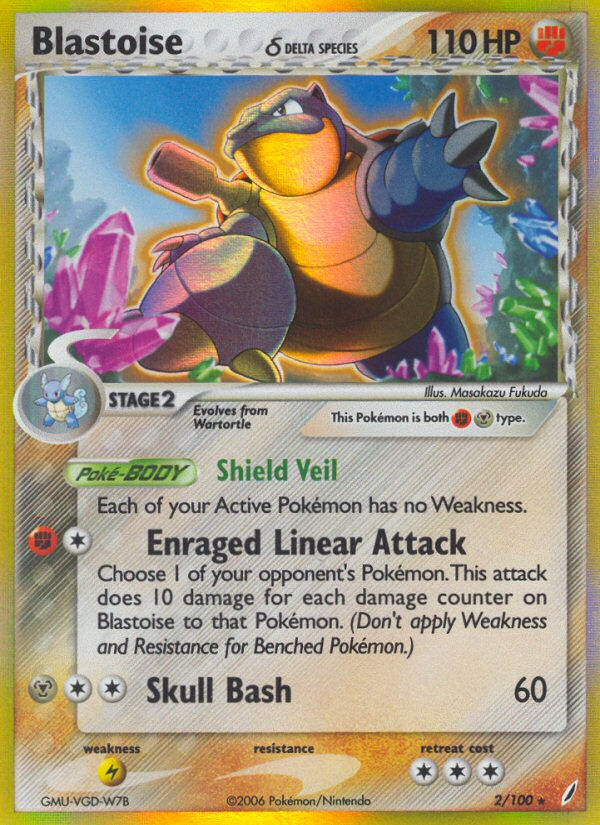 Blastoise δ DELTA SPECIES 110 HP
Illus. Masakazu Fukuda
STAGE 2
Evolves from
Wartortle
This Pokémon is both type.
Poké-BODY Shield Veil
Each of your Active Pokémon has no Weakness.
Enraged Linear Attack
Choose 1 of your opponent's Pokémon. This attack
does 10 damage for each damage counter on
Blastoise to that Pokémon. (Don't apply Weakness
and Resistance for Benched Pokémon.)
Skull Bash 60
weakness resistance retreat cost
GMU-VGD-W7B ©2006 Pokémon/Nintendo 2/100 ★